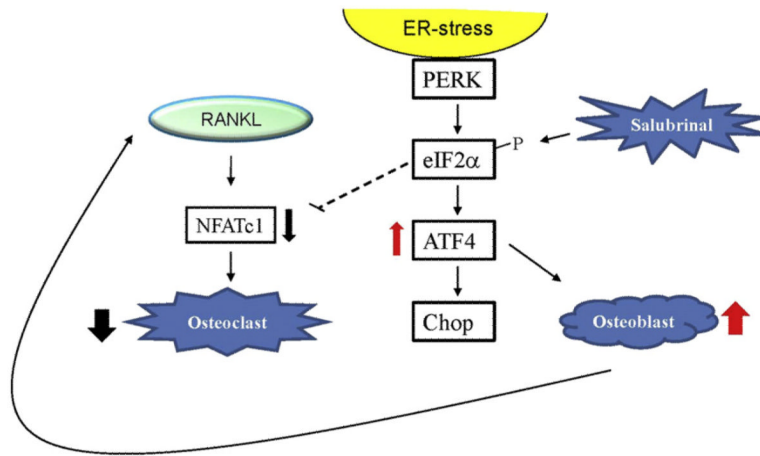 ER-stress
PERK
RANKL
Salubrinal
P
eIF2α
NFATc1
ATF4
Osteoclast
Chop
Osteoblast